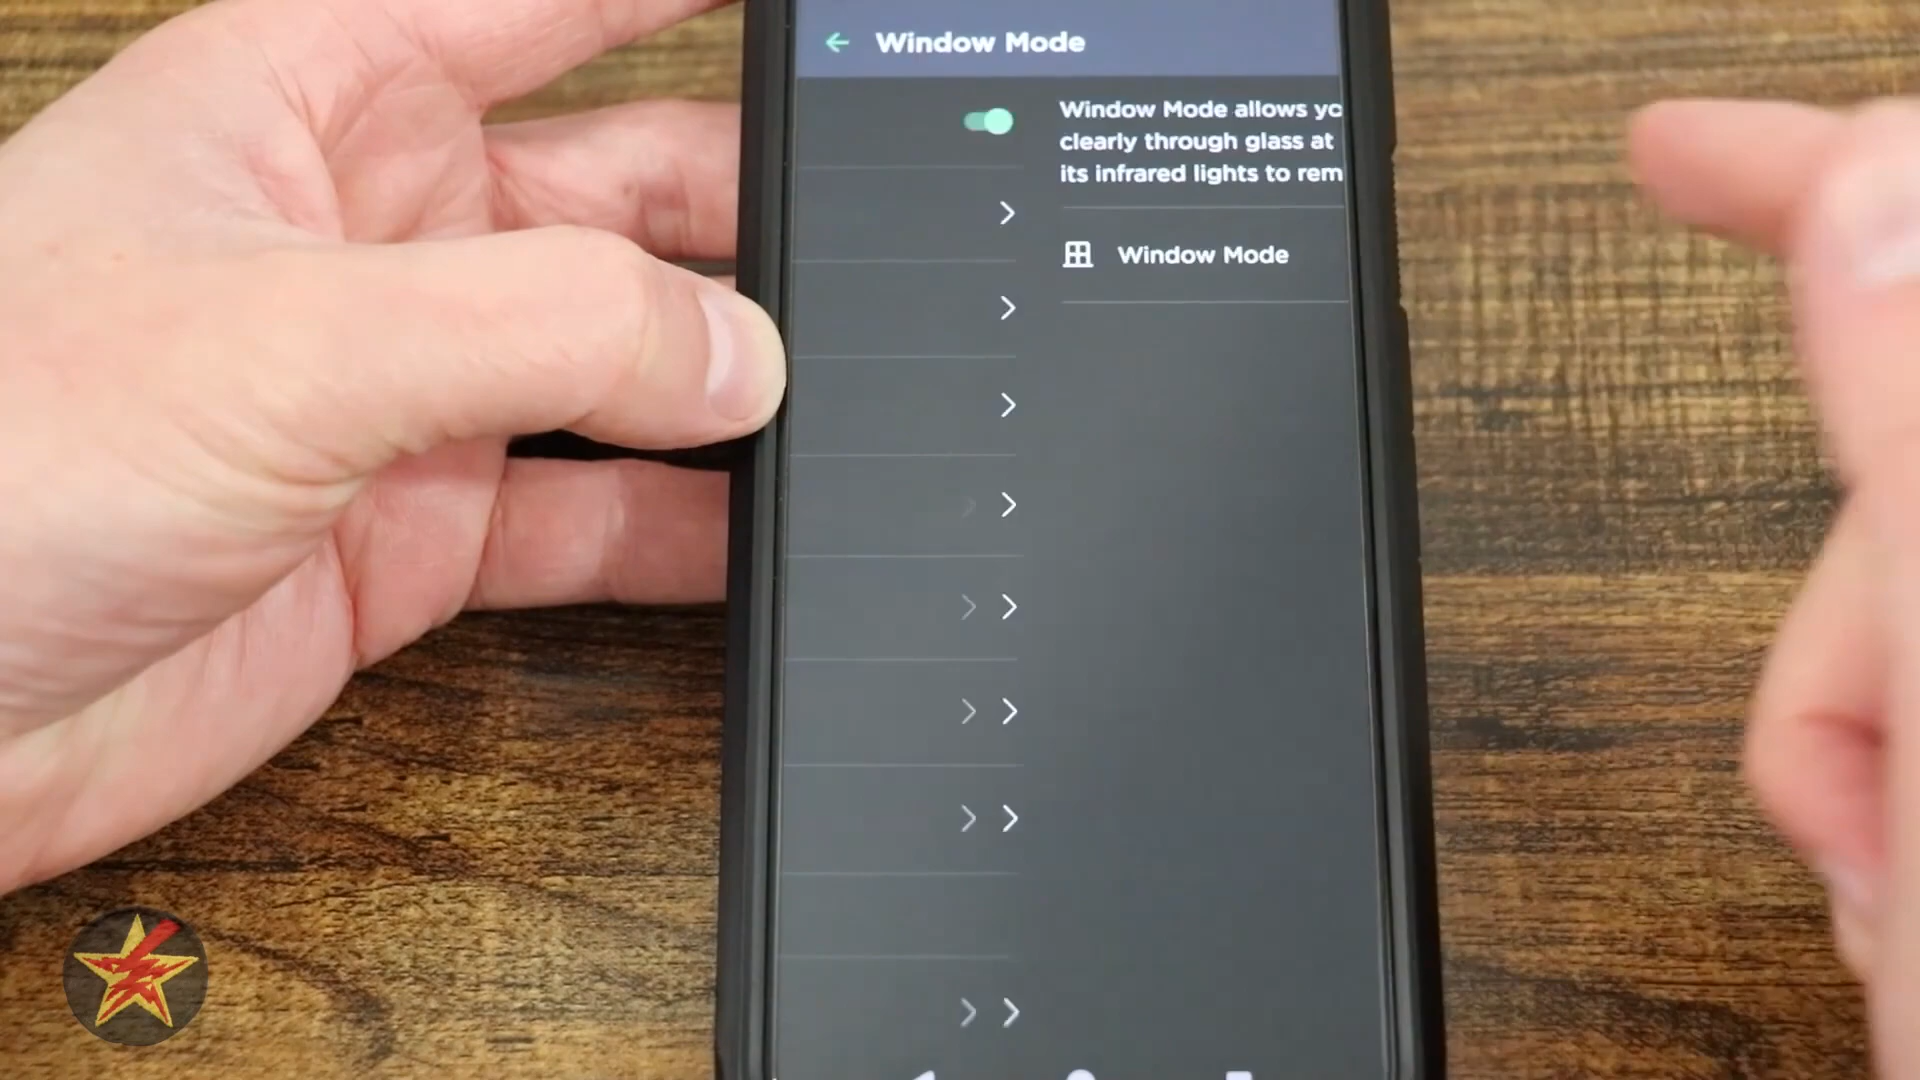 Window Mode
Window Mode allows yo
clearly through glass at
its infrared lights to rem
Window Mode